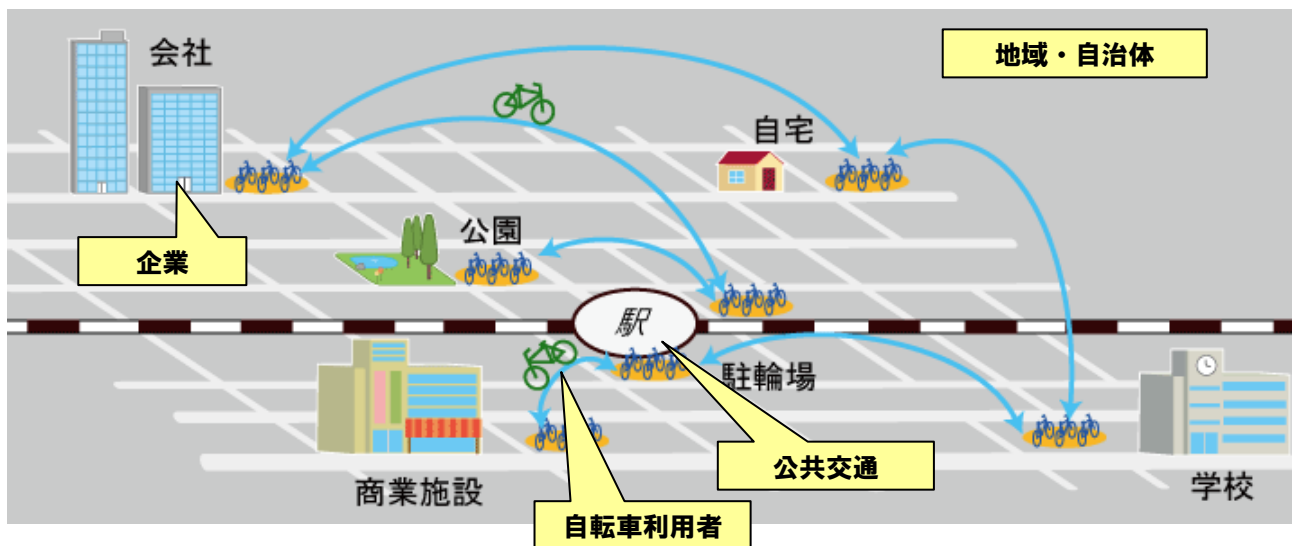 会社
地域・自治体
自宅
企業
公園
駅
駐輪場
公共交通
商業施設
学校
自転車利用者